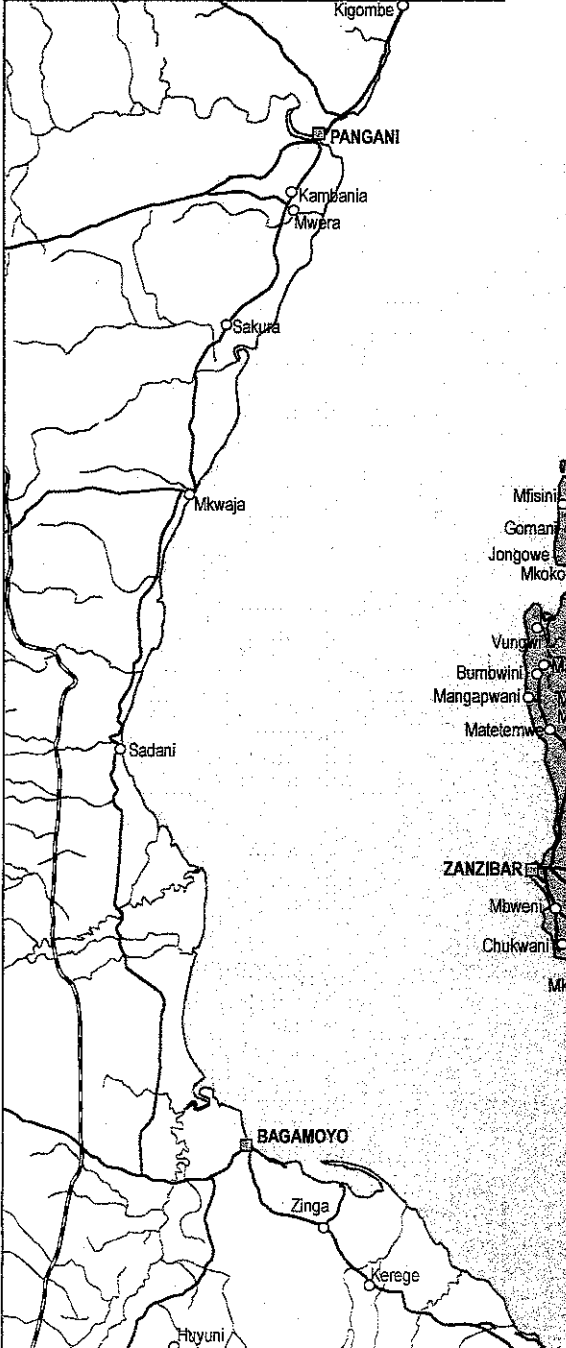 Kigombe
PANGANI
Kambania
Mwera
Sakura
Mkwaja
Mfisini
Gomani
Jongowe
Mkoko
Vungwi
Bumbwini
Mangapwani
Matetemwe
Sadani
ZANZIBAR
Mbweni
Chukwani
Mk
BAGAMOYO
Zinga
Kerege
Huyuni